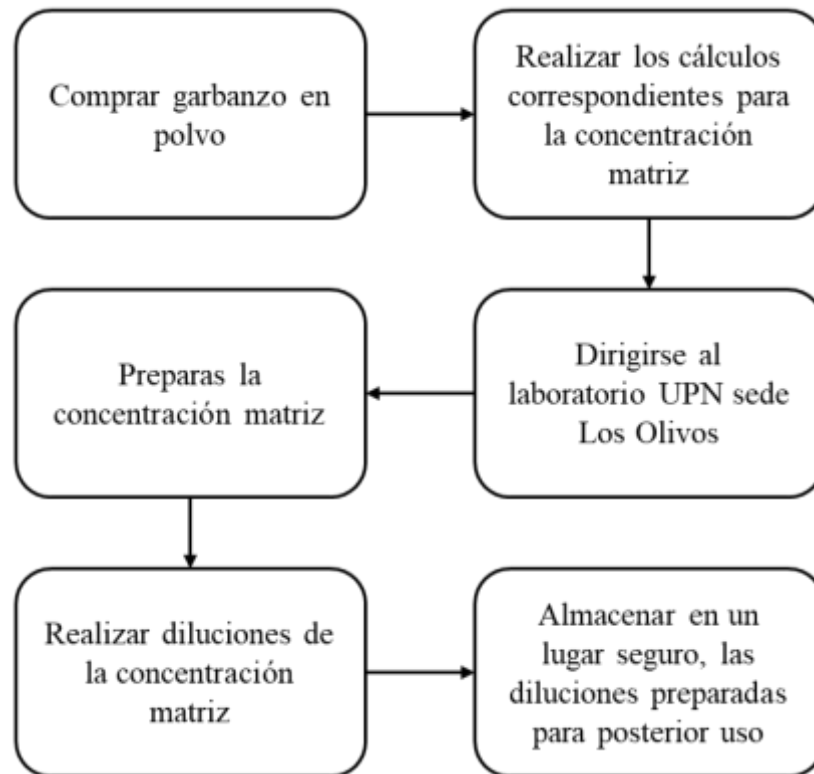 Comprar garbanzo en
polvo
Realizar los cálculos
correspondientes para
la concentración
matriz
Dirigirse al
laboratorio UPN sede
Los Olivos
Preparas la
concentración matriz
Realizar diluciones de
la concentración
matriz
Almacenar en un
lugar seguro, las
diluciones preparadas
para posterior uso